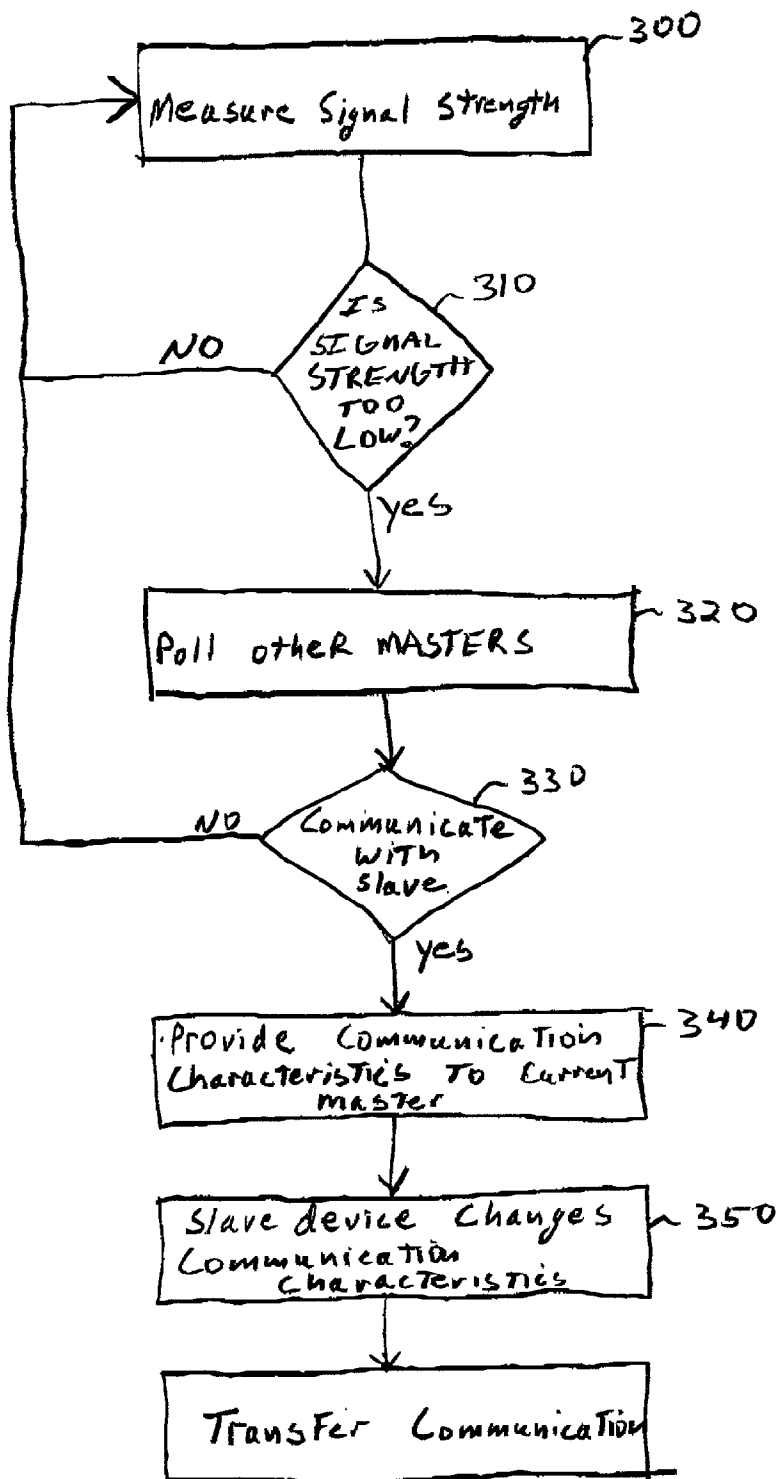 300
Measure Signal Strength
310
IS
SIGNAL
STRENGTH
TOO
LOW?
NO
yes
320
Poll otheR MASTERS
330
Communicate
with
slave
NO
yes
340
Provide Communication
Characteristics To Current
master
350
Slave device Changes
Communication
Characteristics
Transfer Communication